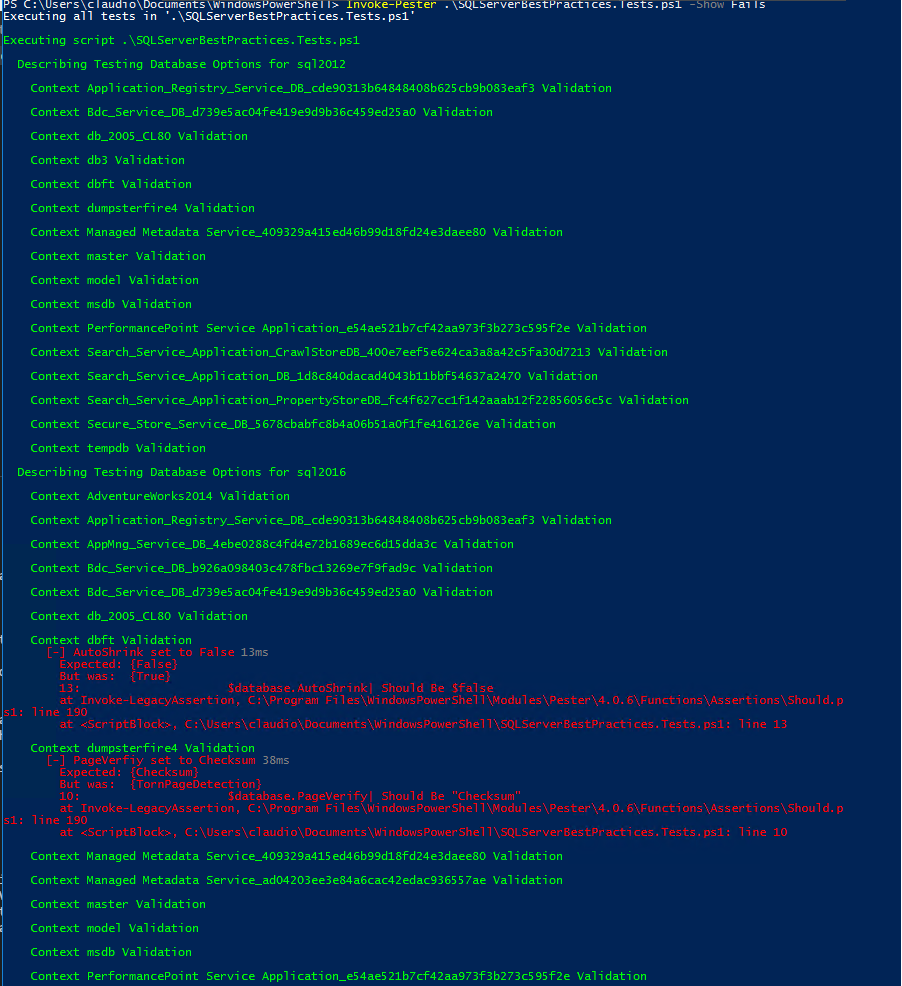 PS C:\Users\claudio\Documents\WindowsPowerShell> Invoke-Pester .\SQLServerBestPractices.Tests.ps1 -Show Fails
Executing all tests in '.\SQLServerBestPractices.Tests.ps1'
Executing script .\SQLServerBestPractices.Tests.ps1
Describing Testing Database Options for sql2012
Context Application_Registry_Service_DB_cde90313b64848408b625cb9b083eaf3 Validation
Context Bdc_Service_DB_d739e5ac04fe419e9d9b36c459ed25a0 Validation
Context db_2005_CL80 Validation
Context db3 Validation
Context dbft Validation
Context dumpsterfire4 Validation
Context Managed Metadata Service_409329a415ed46b99d18fd24e3daee80 Validation
Context master Validation
Context model Validation
Context msdb Validation
Context PerformancePoint Service Application_e54ae521b7cf42aa973f3b273c595f2e Validation
Context Search_Service_Application_CrawlStoreDB_400e7eef5e624ca3a8a42c5fa30d7213 Validation
Context Search_Service_Application_DB_1d8c840dacad4043b11bbf54637a2470 Validation
Context Search_Service_Application_PropertyStoreDB_fc4f627cc1f142aaab12f22856056c5c Validation
Context Secure_Store_Service_DB_5678cbabfc8b4a06b51a0f1fe416126e Validation
Context tempdb Validation
Describing Testing Database Options for sql2016
Context AdventureWorks2014 Validation
Context Application_Registry_Service_DB_cde90313b64848408b625cb9b083eaf3 Validation
Context AppMng_Service_DB_4ebe0288c4fd4e72b1689ec6d15dda3c Validation
Context Bdc_Service_DB_b926a098403c478fbc13269e7f9fad9c Validation
Context Bdc_Service_DB_d739e5ac04fe419e9d9b36c459ed25a0 Validation
Context db_2005_CL80 Validation
Context dbft Validation
[-] AutoShrink set to False 13ms
Expected: {False}
But was:  {True}
13:                     $database.AutoShrink| Should Be $false
at Invoke-LegacyAssertion, C:\Program Files\WindowsPowerShell\Modules\Pester\4.0.6\Functions\Assertions\Should.p
s1: line 190
at <ScriptBlock>, C:\Users\claudio\Documents\WindowsPowerShell\SQLServerBestPractices.Tests.ps1: line 13
Context dumpsterfire4 Validation
[-] PageVerfiy set to Checksum 38ms
Expected: {Checksum}
But was:  {TornPageDetection}
10:                     $database.PageVerify| Should Be "Checksum"
at Invoke-LegacyAssertion, C:\Program Files\WindowsPowerShell\Modules\Pester\4.0.6\Functions\Assertions\Should.p
s1: line 190
at <ScriptBlock>, C:\Users\claudio\Documents\WindowsPowerShell\SQLServerBestPractices.Tests.ps1: line 10
Context Managed Metadata Service_409329a415ed46b99d18fd24e3daee80 Validation
Context Managed Metadata Service_ad04203ee3e84a6cac42edac936557ae Validation
Context master Validation
Context model Validation
Context msdb Validation
Context PerformancePoint Service Application_e54ae521b7cf42aa973f3b273c595f2e Validation